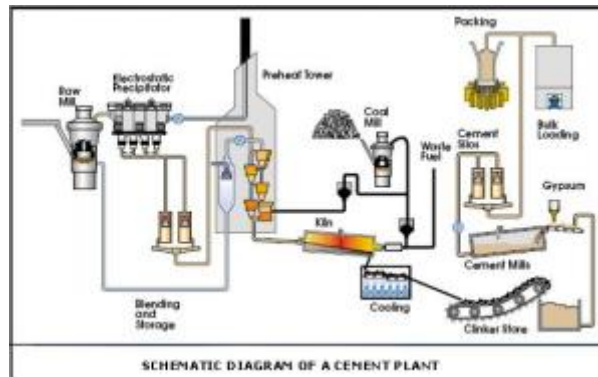 Packing
Electrostatic
Precipitator
Preheat Tower
Raw
Mill
Coal
Mill
Bulk
Loading
Waste
Fuel
Cement
Silos
Gypsum
Kiln
Cement Mills
Blending
and
Storage
Cooling
Clinker Store
SCHEMATIC DIAGRAM OF A CEMENT PLANT